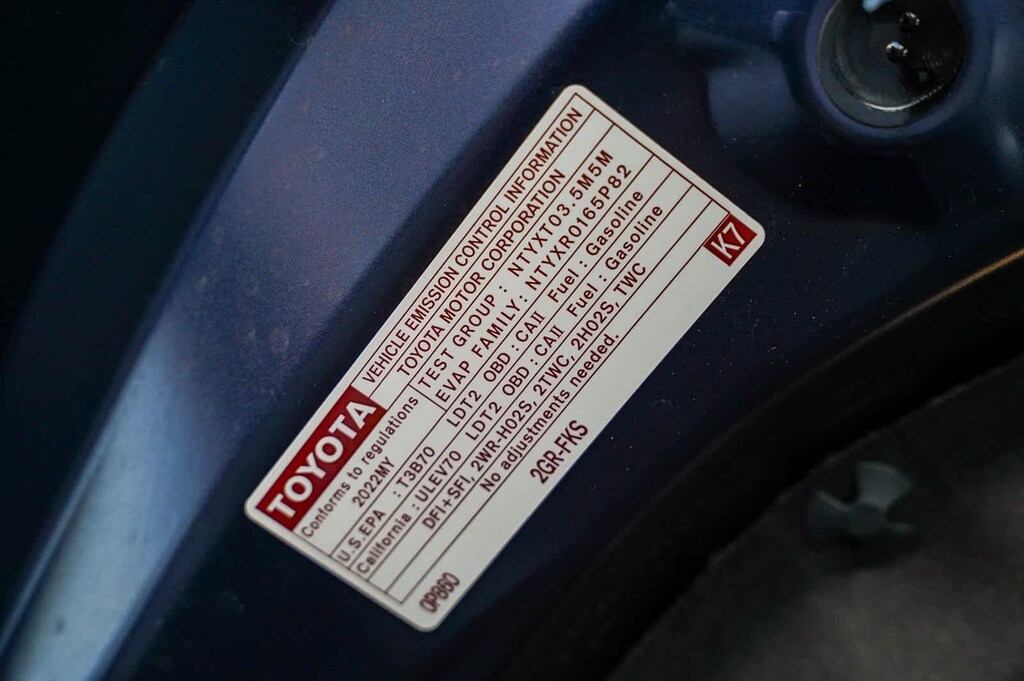 TOYOTA VEHICLE EMISSION CONTROL INFORMATION
TOYOTA MOTOR CORPORATION
Conforms to regulations
2022MY
TEST GROUP : NTYXT03.5M5M
EVAP FAMILY: NTYXR0165P82
U.S.EPA : T3B70 LDT2 OBD : CAII Fuel : Gasoline
California : ULEV70 LDT2 OBD : CAII Fuel : Gasoline
DFI+SFI, 2WR-HO2S, 2TWC, 2HO2S, TWC
No adjustments needed.
2GR-FKS
0P860
K7